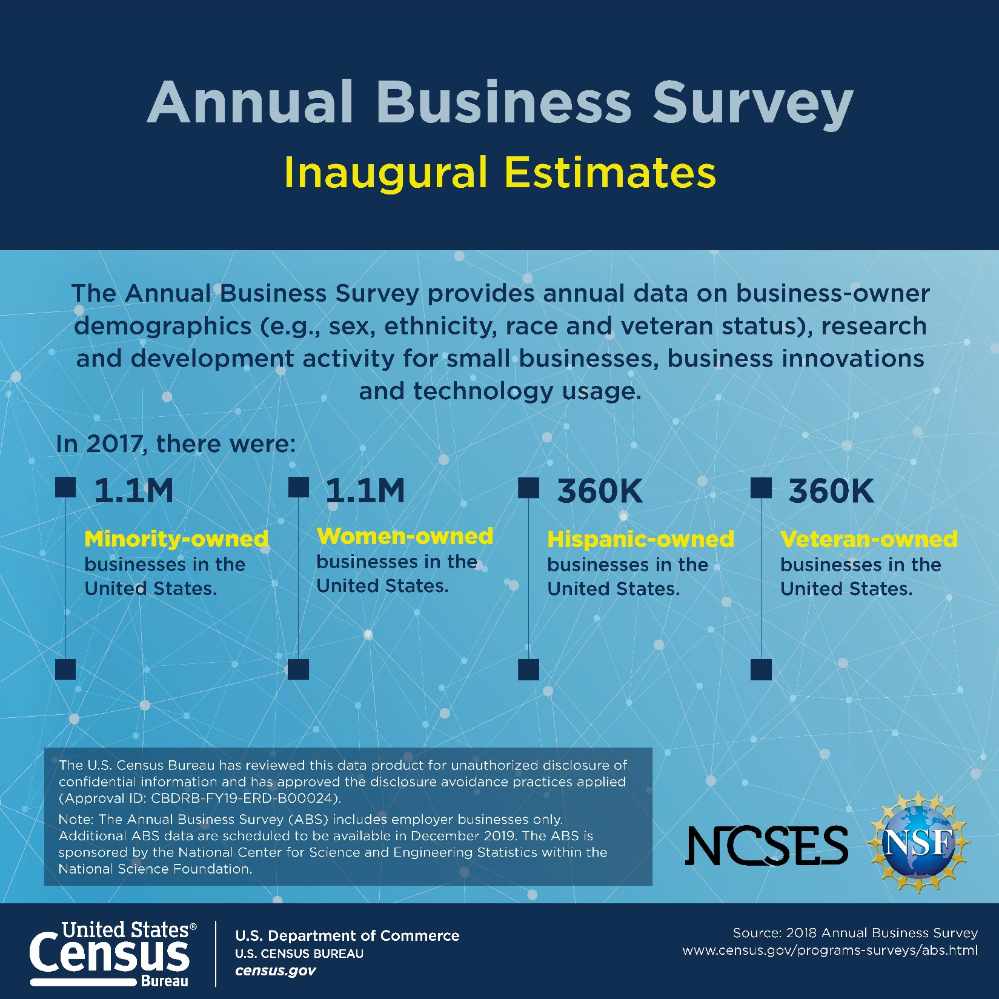 Annual Business Survey
Inaugural Estimates
The Annual Business Survey provides annual data on business-owner
demographics (e.g., sex, ethnicity, race and veteran status), research
and development activity for small businesses, business innovations
and technology usage.
In 2017, there were:
1.1M
Minority-owned
businesses in the
United States.
1.1M
Women-owned
businesses in the
United States.
360K
Hispanic-owned
businesses in the
United States.
360K
Veteran-owned
businesses in the
United States.
The U.S. Census Bureau has reviewed this data product for unauthorized disclosure of
confidential information and has approved the disclosure avoidance practices applied
(Approval ID: CBDRB-FY19-ERD-B00024).
Note: The Annual Business Survey (ABS) includes employer businesses only.
Additional ABS data are scheduled to be available in December 2019. The ABS is
sponsored by the National Center for Science and Engineering Statistics within the
National Science Foundation.
NCSES
NSF
United States®
Census
Bureau
U.S. Department of Commerce
U.S. CENSUS BUREAU
census.gov
Source: 2018 Annual Business Survey
www.census.gov/programs-surveys/abs.html